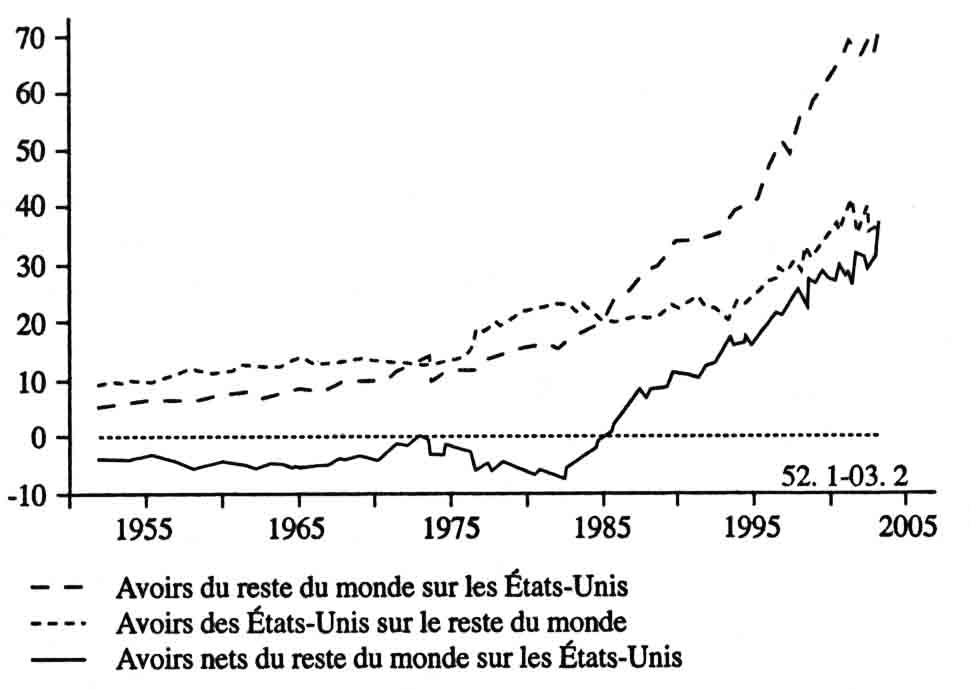 70
60
50
40
30
20
10
0
-10
52. 1-03. 2
1955 1965 1975 1985 1995 2005
Avoirs du reste du monde sur les États-Unis
Avoirs des États-Unis sur le reste du monde
Avoirs nets du reste du monde sur les États-Unis